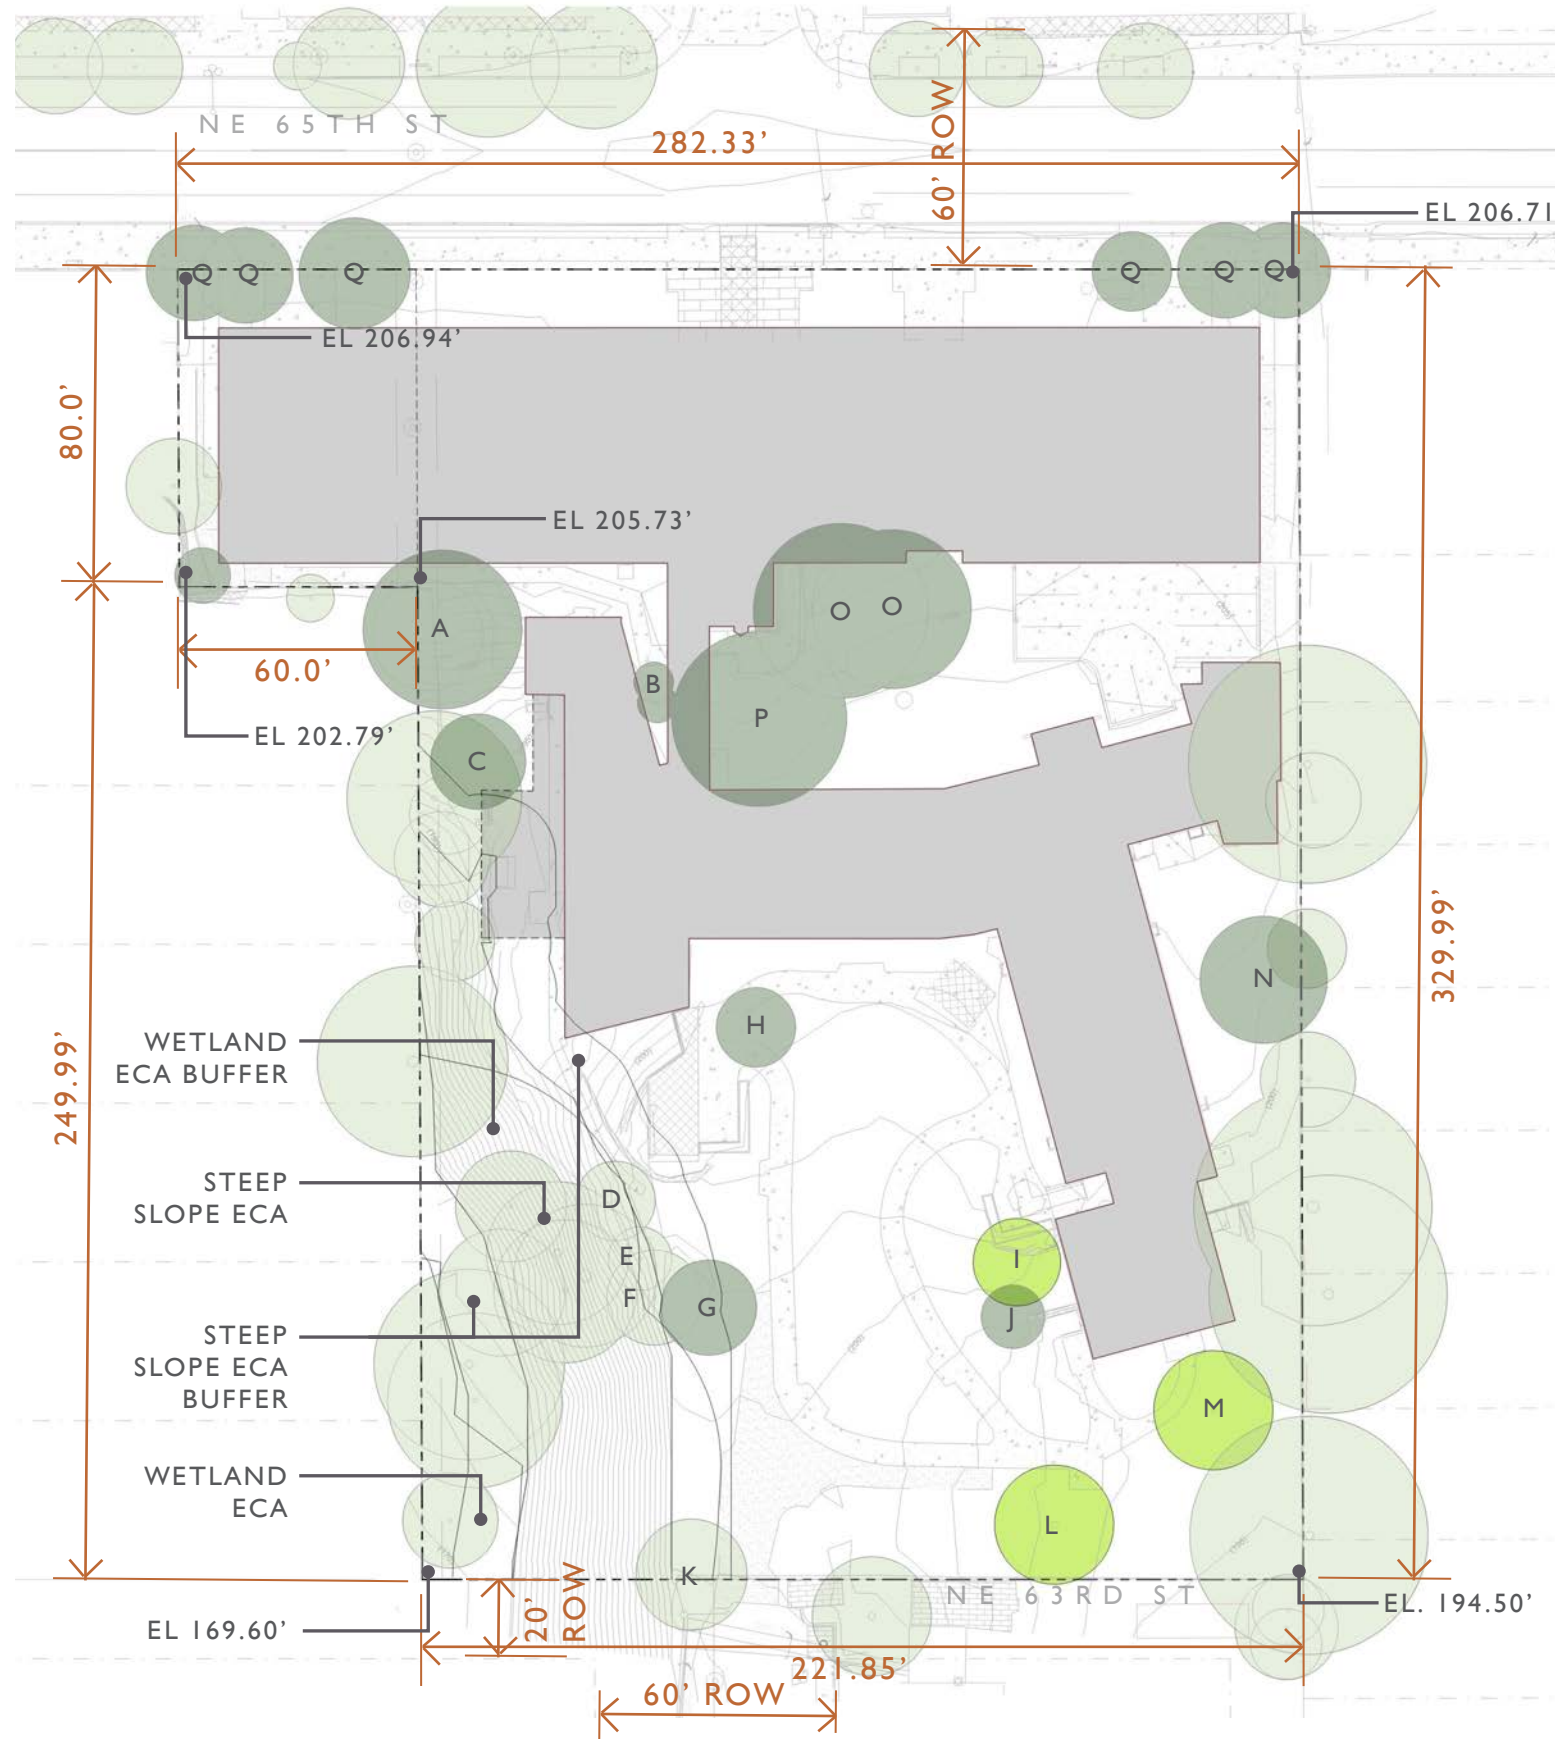 NE 65TH ST
282.33’
60’ ROW
EL 206.71
Q Q Q Q Q Q
EL 206.94’
80.0’
EL 205.73’
A
O O
60.0’
B
P
EL 202.79’
C
329.99’
N
249.99’
WETLAND
ECA BUFFER
H
STEEP
SLOPE ECA
D
E
F
G
I
J
STEEP
SLOPE ECA
BUFFER
M
WETLAND
ECA
L
K
NE 63RD ST
20’
ROW
EL. 194.50’
EL 169.60’
221.85’
60’ ROW